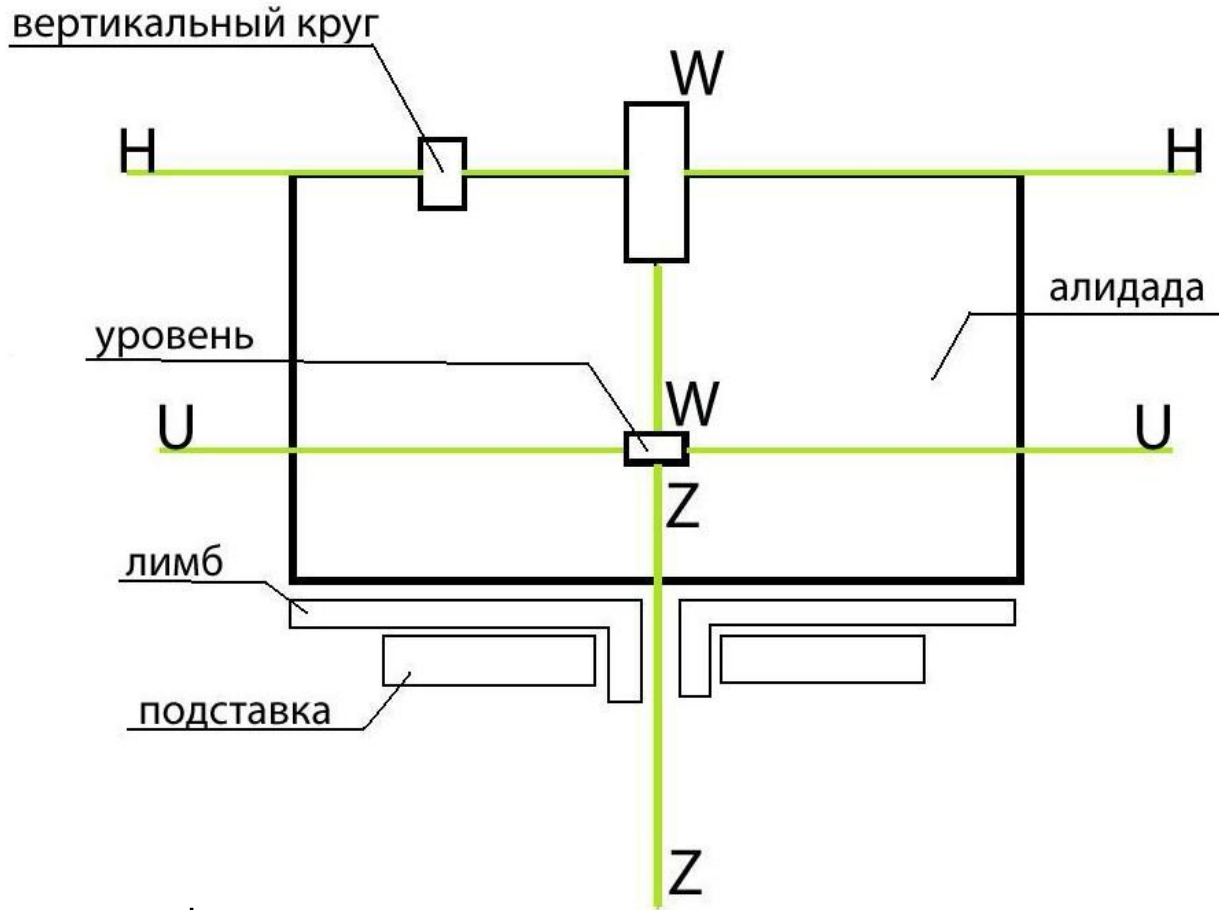 вертикальный круг
W
H
H
алидада
уровень
W
U
U
Z
лимб
подставка
Z